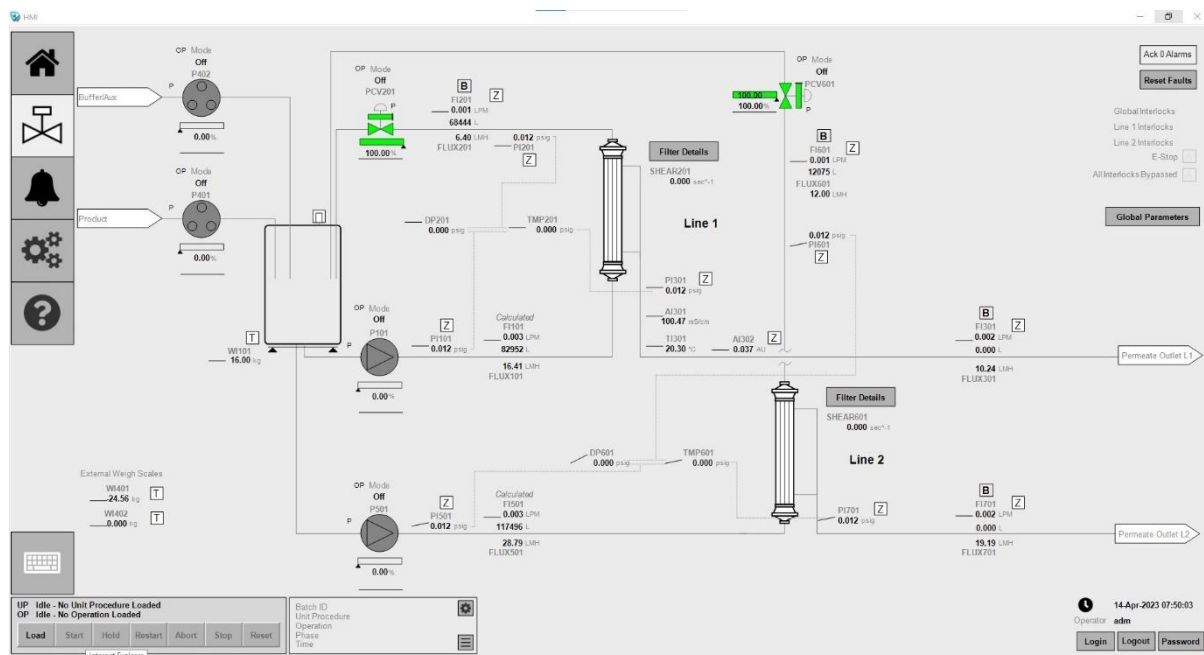 HMI
OP Mode
Off
P402
P
Buffer/Aux
0.00%
OP Mode
Off
P401
P
Product
0.00%
OP Mode
Off
PCV201
P
100.00%
B
FI201
Z
0.001 LPM
68444 L
6.40 LMH
FLUX201
0.012 psig
PI201
Z
Filter Details
SHEAR201
0.000 sec^-1
Line 1
DP201
0.000 psig
TMP201
0.000 psig
OP Mode
Off
PCV601
P
100.00
100.00%
B
FI601
Z
0.001 LPM
12075 L
FLUX601
12.00 LMH
0.012 psig
PI601
Z
Ack 0 Alarms
Reset Faults
Global Interlocks
Line 1 Interlocks
Line 2 Interlocks
E-Stop
All Interlocks Bypassed
Global Parameters
T
WI101
16.00 kg
OP Mode
Off
P101
P
0.00%
Z
PI101
0.012 psig
Calculated
FI101
0.003 LPM
82952 L
16.41 LMH
FLUX101
PI301
Z
0.012 psig
AI301
100.47 mS/cm
TI301
20.30 °C
AI302
Z
0.037 AU
B
FI301
Z
0.002 LPM
0.000 L
10.24 LMH
FLUX301
Permeate Outlet L1
Filter Details
SHEAR601
0.000 sec^-1
Line 2
DP601
0.000 psig
TMP601
0.000 psig
External Weigh Scales
WI401
24.56 kg
T
WI402
0.000 kg
T
OP Mode
Off
P501
P
0.00%
Z
PI501
0.012 psig
Calculated
FI501
0.003 LPM
117496 L
28.79 LMH
FLUX501
PI701
Z
0.012 psig
B
FI701
Z
0.002 LPM
0.000 L
19.19 LMH
FLUX701
Permeate Outlet L2
UP Idle - No Unit Procedure Loaded
OP Idle - No Operation Loaded
Load Start Hold Restart Abort Stop Reset
Internet Explorer
Batch ID
Unit Procedure
Operation
Phase
Time
14-Apr-2023 07:50:03
Operator adm
Login Logout Password